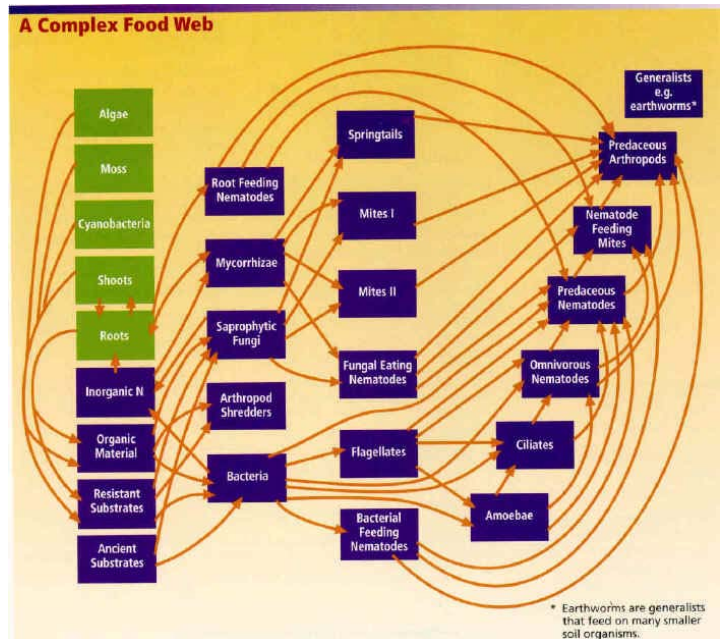 A Complex Food Web
Algae
Moss
Cyanobacteria
Shoots
Roots
Inorganic N
Organic
Material
Resistant
Substrates
Ancient
Substrates
Root Feeding
Nematodes
Mycorrhizae
Saprophytic
Fungi
Arthropod
Shredders
Bacteria
Springtails
Mites I
Mites II
Fungal Eating
Nematodes
Flagellates
Bacterial
Feeding
Nematodes
Generalists
e.g.
earthworms*
Predaceous
Arthropods
Nematode
Feeding
Mites
Predaceous
Nematodes
Omnivorous
Nematodes
Ciliates
Amoebae
* Earthworms are generalists
that feed on many smaller
soil organisms.